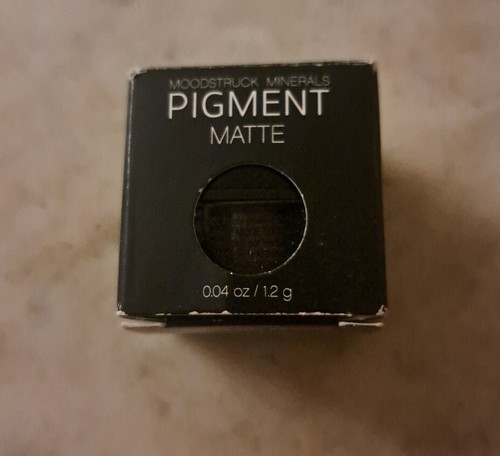 MOODSTRUCK MINERALS
PIGMENT
MATTE
0.04 oz / 1.2 g